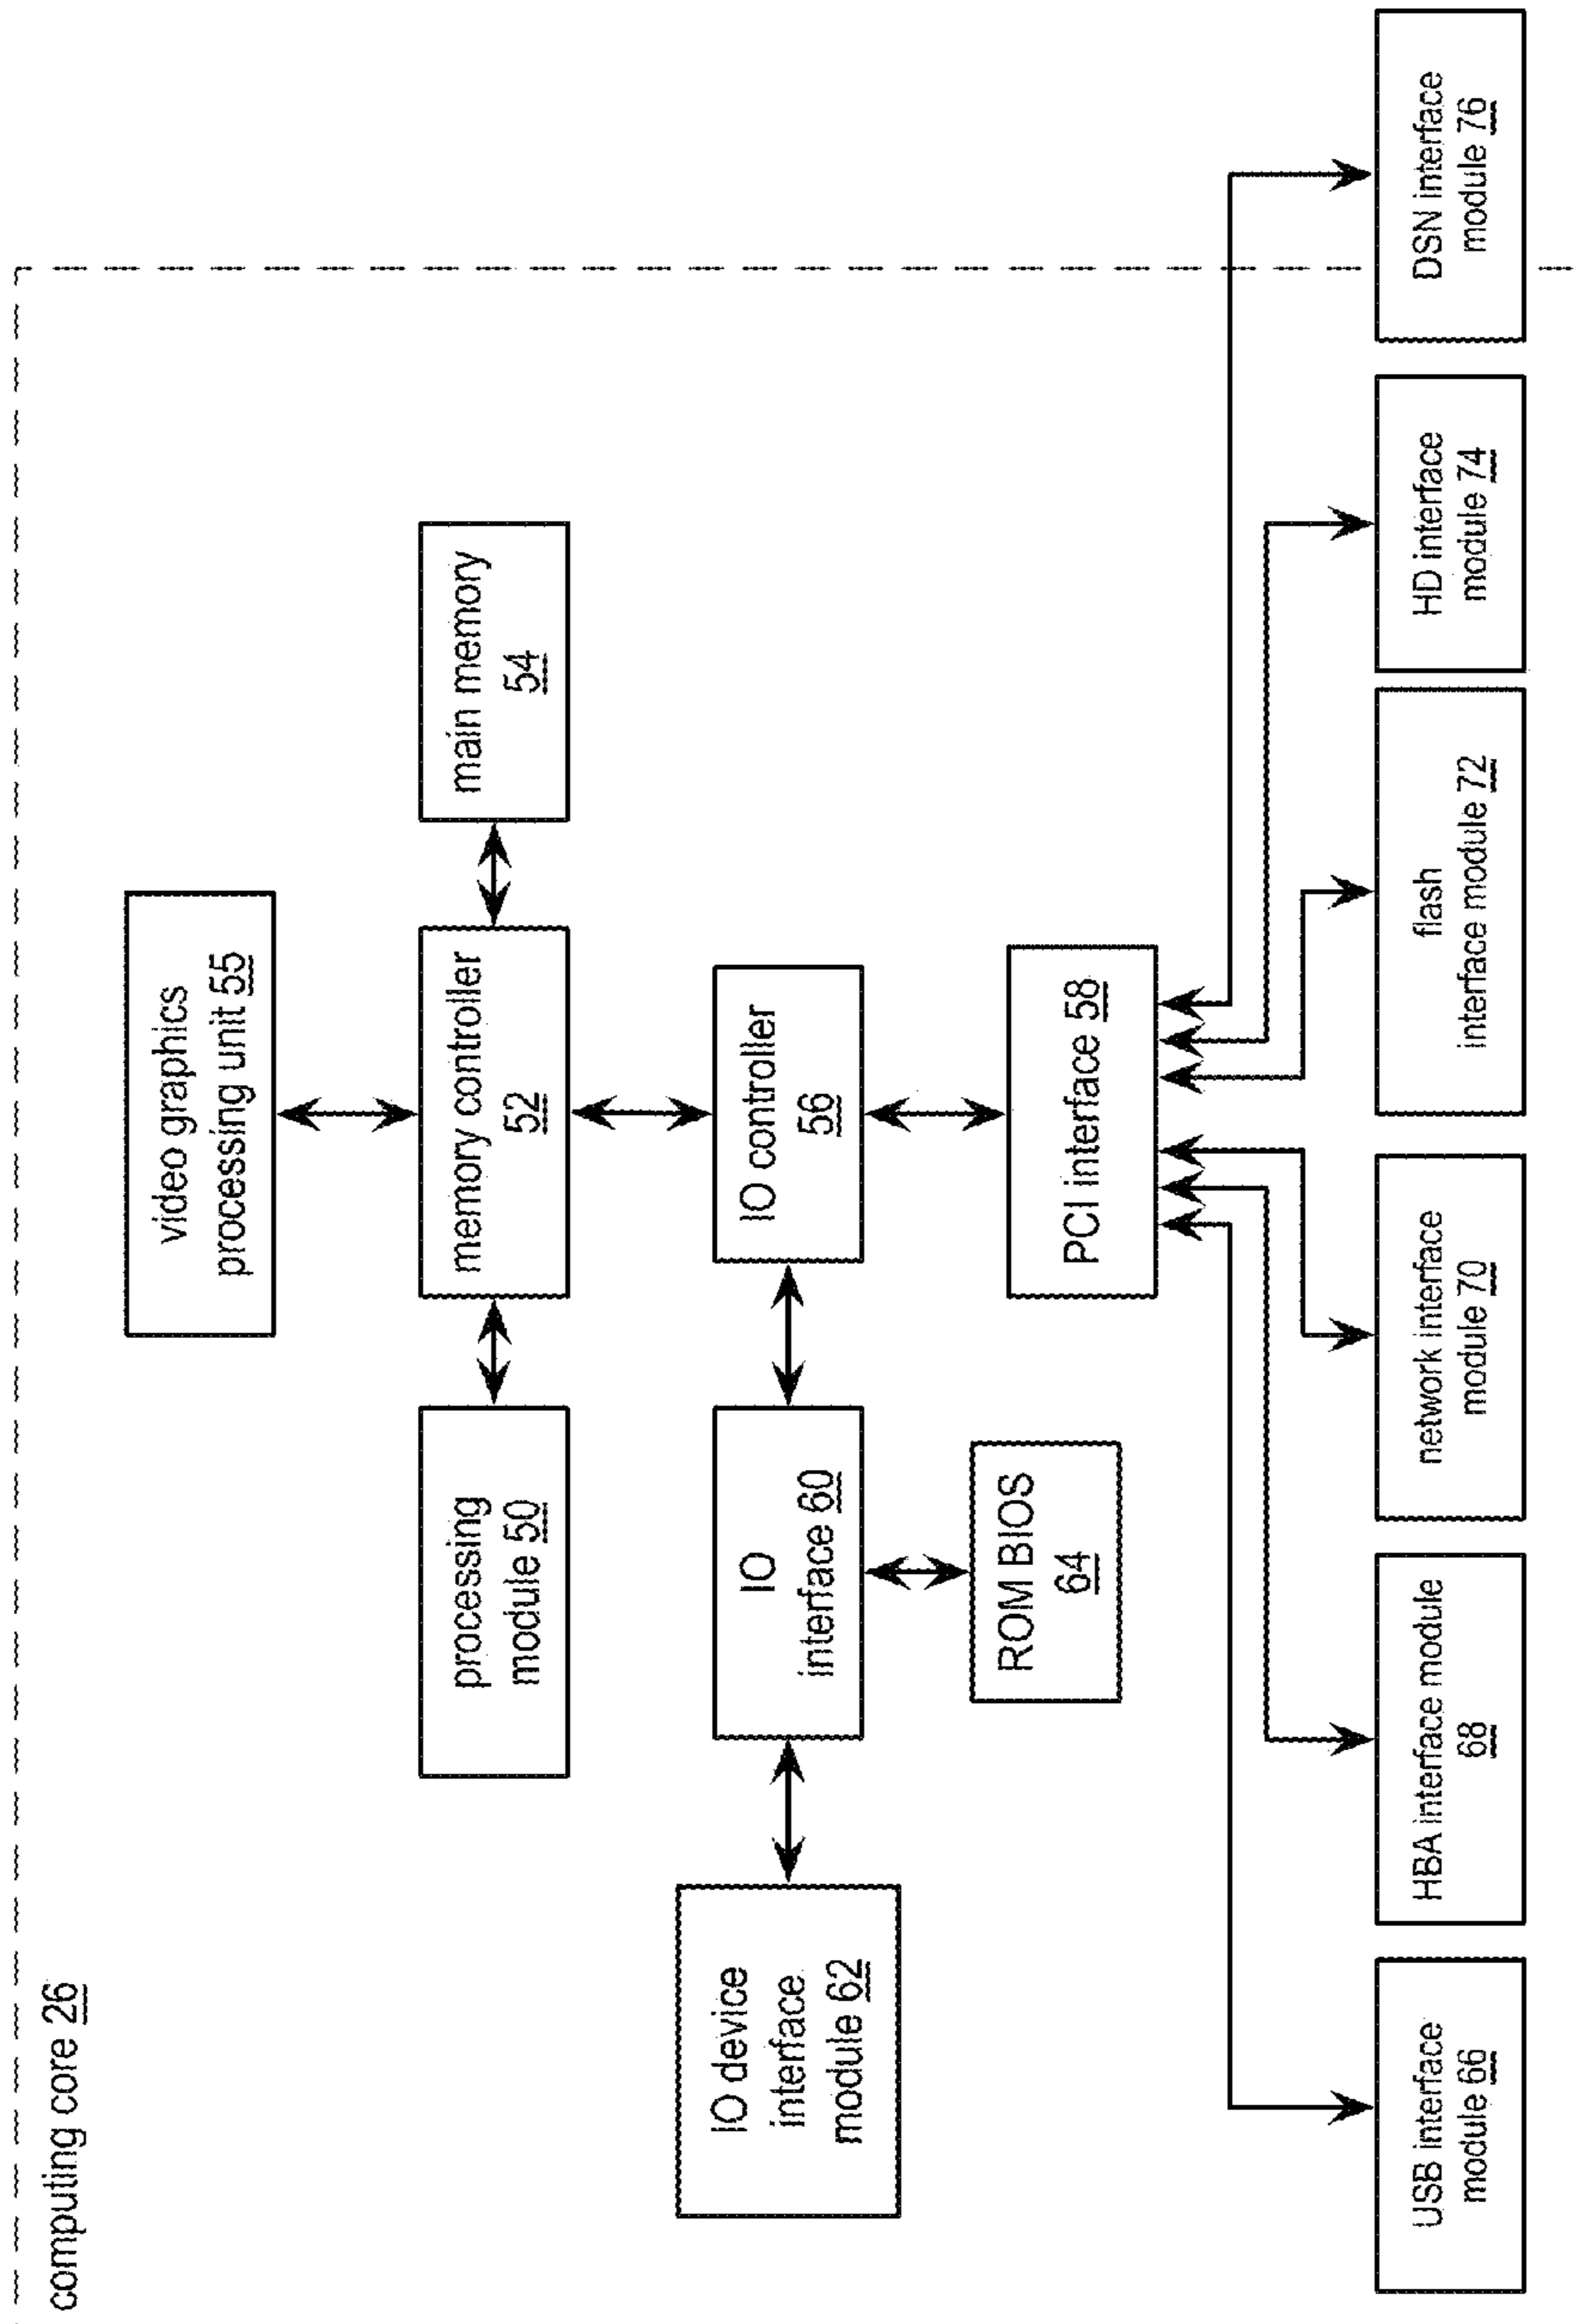 computing core 26
video graphics
processing unit 55
processing
module 50
memory controller
52
main memory
54
IO device
interface
module 62
IO
interface 60
IO controller
56
ROM BIOS
64
PCI interface 58
USB interface
module 66
HBA interface module
68
network interface
module 70
flash
interface module 72
HD interface
module 74
DSN interface
module 76